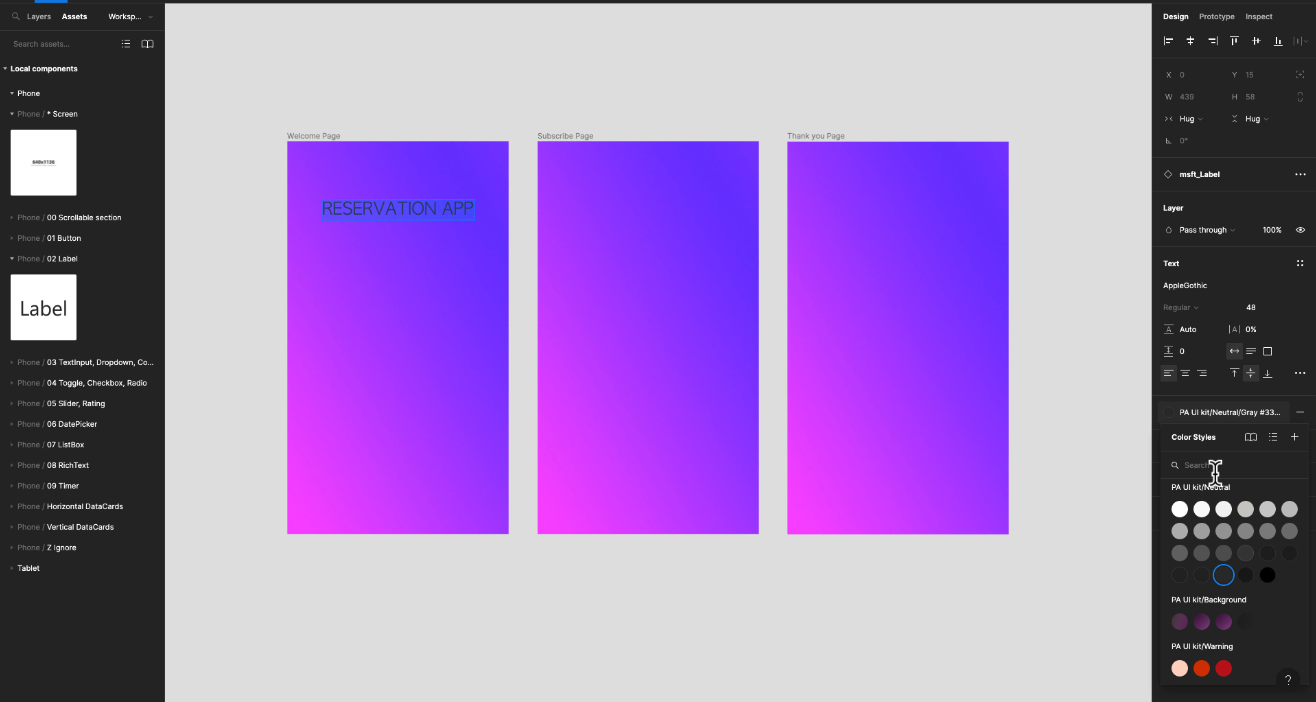 Layers
Assets
Worksp...
Search assets...
Local components
Phone
Phone / * Screen
640x1136
Phone / 00 Scrollable section
Phone / 01 Button
Phone / 02 Label
Label
Phone / 03 TextInput, Dropdown, Co...
Phone / 04 Toggle, Checkbox, Radio
Phone / 05 Slider, Rating
Phone / 06 DatePicker
Phone / 07 ListBox
Phone / 08 RichText
Phone / 09 Timer
Phone / Horizontal DataCards
Phone / Vertical DataCards
Phone / Z Ignore
Tablet
Welcome Page
RESERVATION APP
Subscribe Page
Thank you Page
Design
Prototype
Inspect
X 0
Y 15
W 439
H 58
Hug
Hug
0°
msft_Label
Layer
Pass through
100%
Text
AppleGothic
Regular
48
A Auto
|A| 0%
0
PA UI kit/Neutral/Gray #33...
Color Styles
Search
PA UI kit/Neutral
PA UI kit/Background
PA UI kit/Warning
?